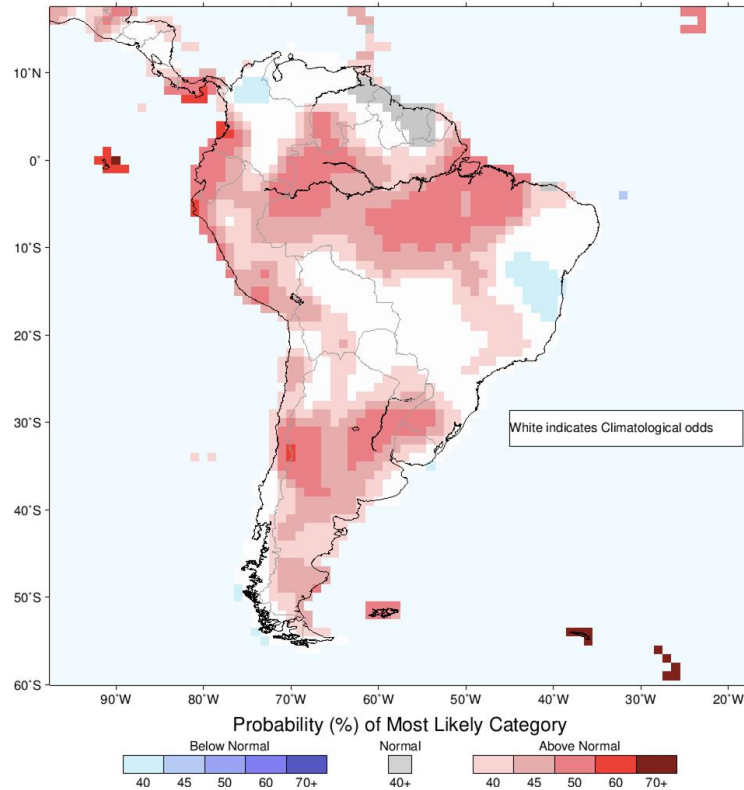 10°N
0°
10°S
20°S
30°S
40°S
50°S
60°S
White indicates Climatological odds
90°W 80°W 70°W 60°W 50°W 40°W 30°W 20°W
Probability (%) of Most Likely Category
Below Normal Normal Above Normal
40 45 50 60 70+ 40+ 40 45 50 60 70+